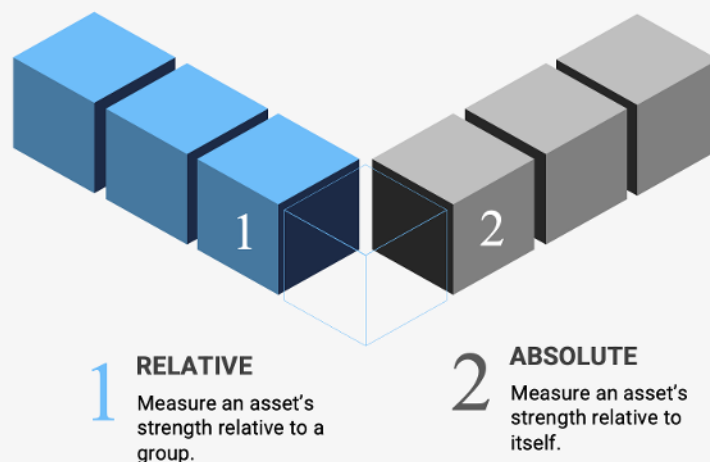 1
2
1
RELATIVE
Measure an asset's
strength relative to a
group.
2
ABSOLUTE
Measure an asset's
strength relative to
itself.